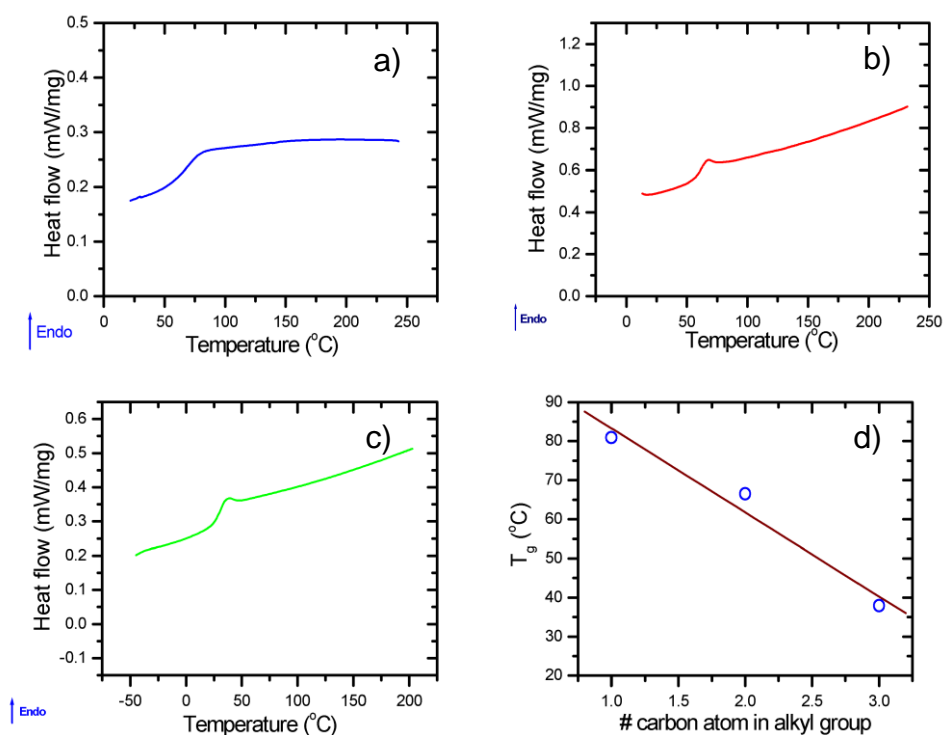 a)
Heat flow (mW/mg)
0.5
0.4
0.3
0.2
0.1
0.0
0 50 100 150 200 250
Temperature (°C)
Endo
b)
Heat flow (mW/mg)
1.2
1.0
0.8
0.6
0.4
0.2
0.0
0 50 100 150 200 250
Temperature (°C)
Endo
c)
Heat flow (mW/mg)
0.6
0.5
0.4
0.3
0.2
0.1
0.0
-0.1
-50 0 50 100 150 200
Temperature (°C)
Endo
d)
Tg (°C)
90
80
70
60
50
40
30
20
1.0 1.5 2.0 2.5 3.0
# carbon atom in alkyl group